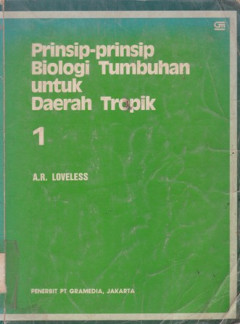 Prinsip-prinsip
Biologi Tumbuhan
untuk
Daerah Tropik
1
A.R. LOVELESS
PENERBIT PT GRAMEDIA, JAKARTA